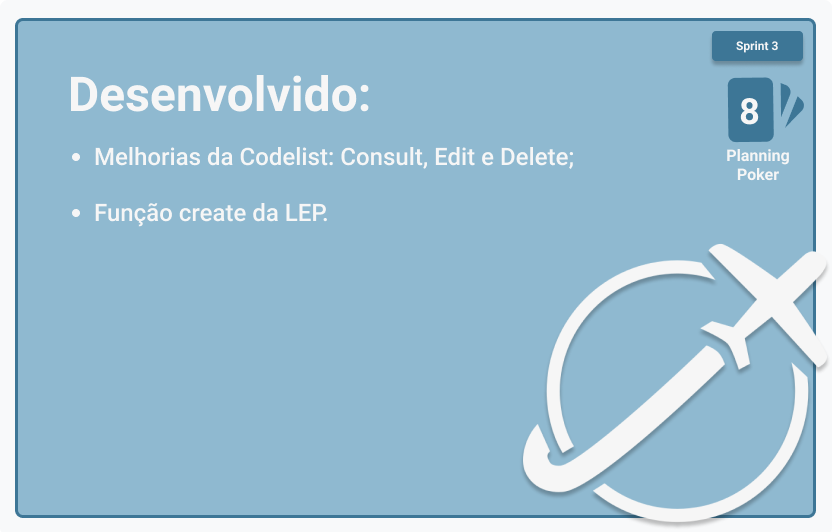 Sprint 3
Desenvolvido:
8
Planning
Poker
• Melhorias da Codelist: Consult, Edit e Delete;
• Função create da LEP.